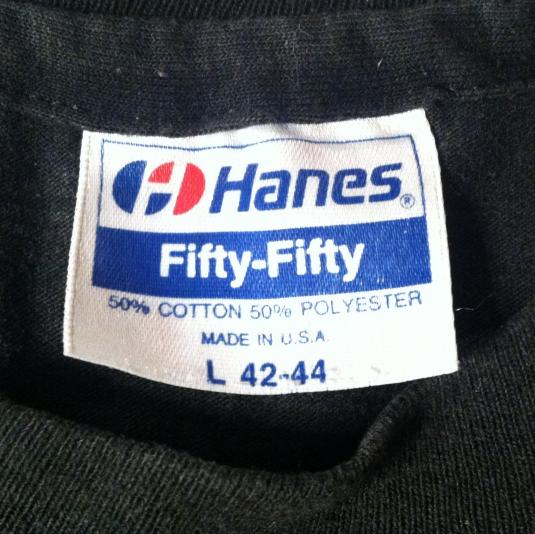 Hanes®
Fifty-Fifty
50% COTTON 50% POLYESTER
MADE IN U.S.A.
L 42-44